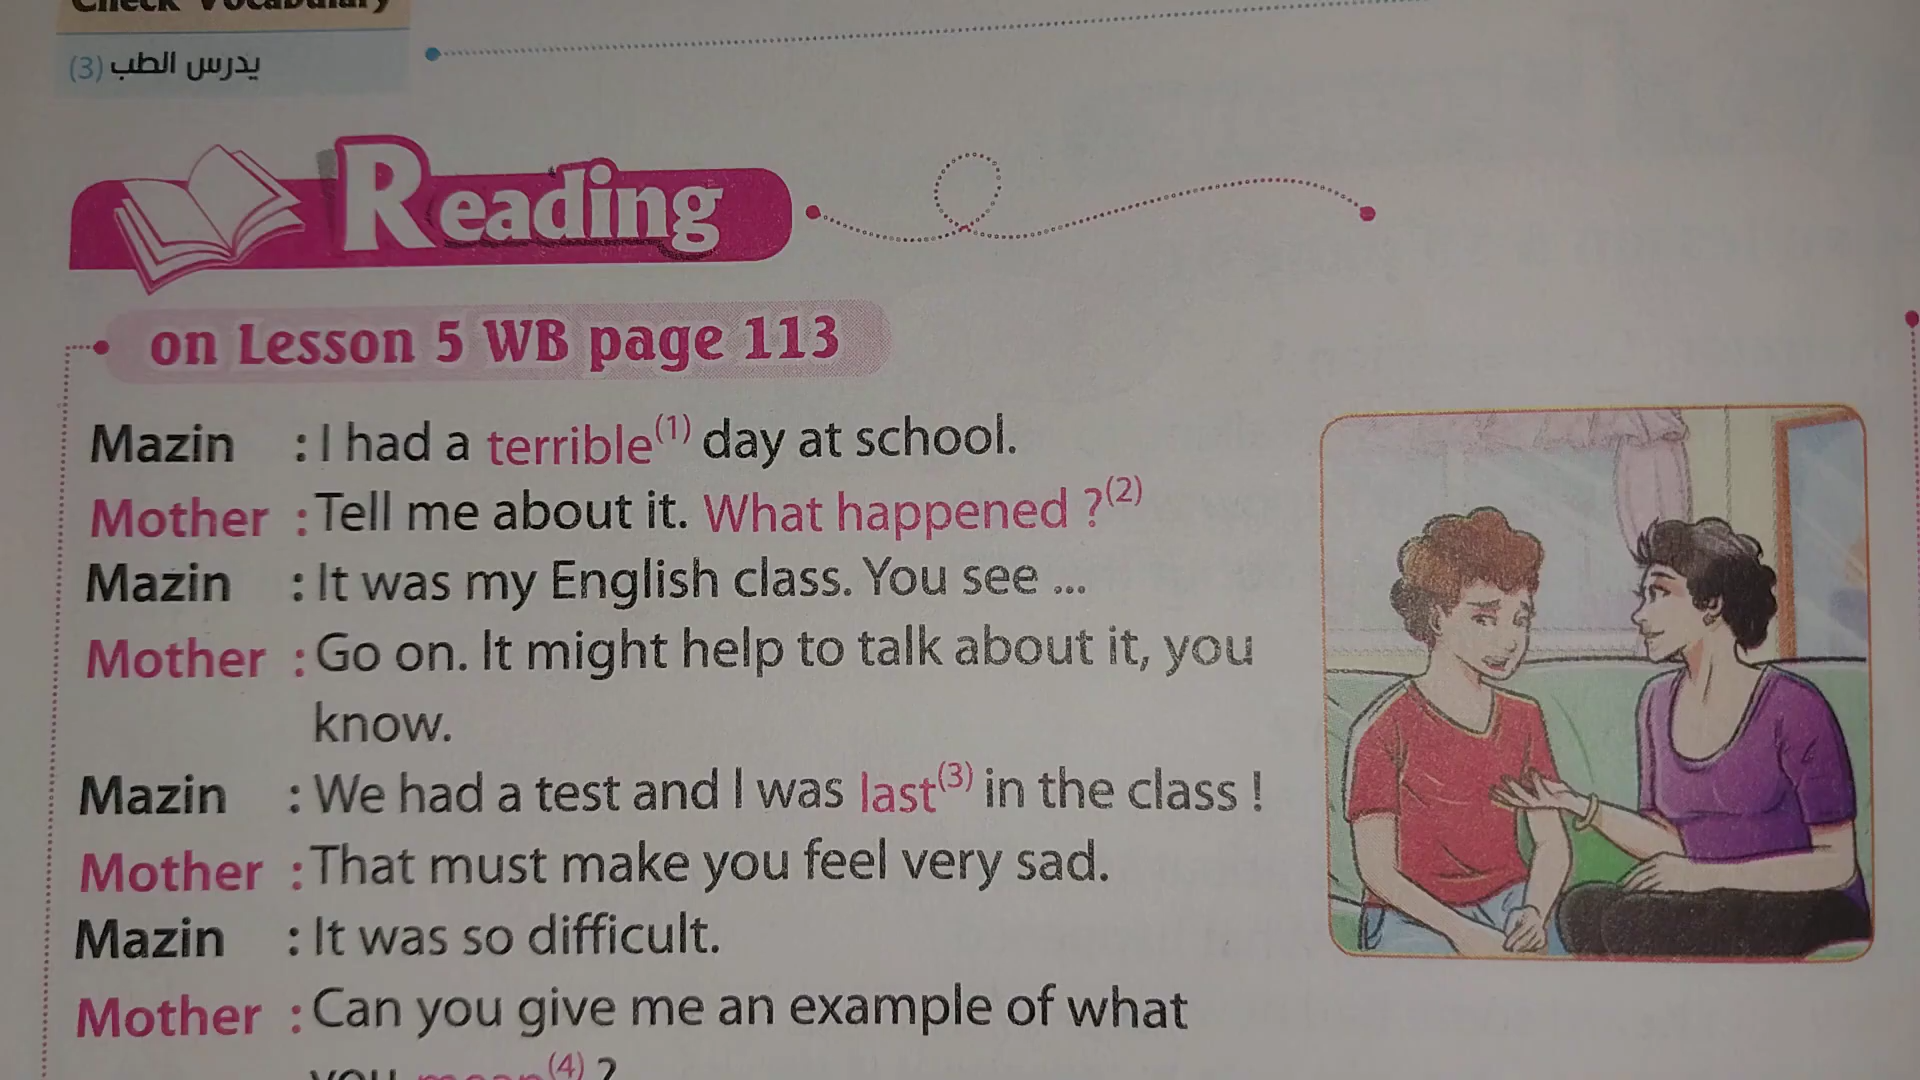 Check Vocabulary
(3) يدرس الطب
Reading
on Lesson 5 WB page 113
Mazin : I had a terrible(1) day at school.
Mother : Tell me about it. What happened ?(2)
Mazin : It was my English class. You see ...
Mother : Go on. It might help to talk about it, you
know.
Mazin : We had a test and I was last(3) in the class !
Mother : That must make you feel very sad.
Mazin : It was so difficult.
Mother : Can you give me an example of what
you mean(4) ?